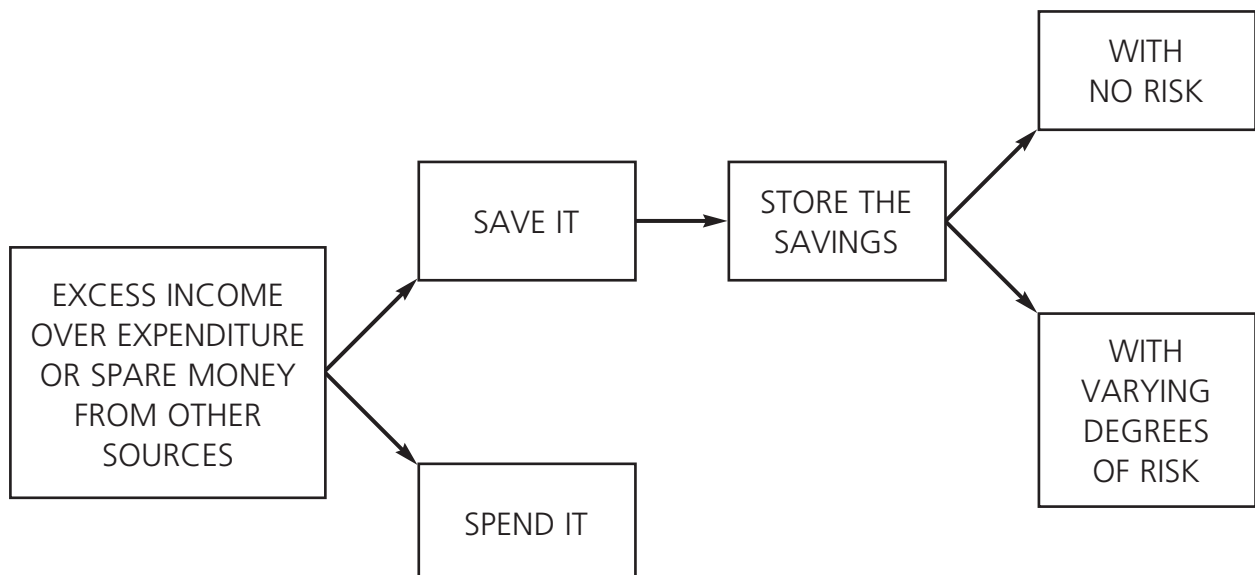 EXCESS INCOME
OVER EXPENDITURE
OR SPARE MONEY
FROM OTHER
SOURCES
SAVE IT
SPEND IT
STORE THE
SAVINGS
WITH
NO RISK
WITH
VARYING
DEGREES
OF RISK